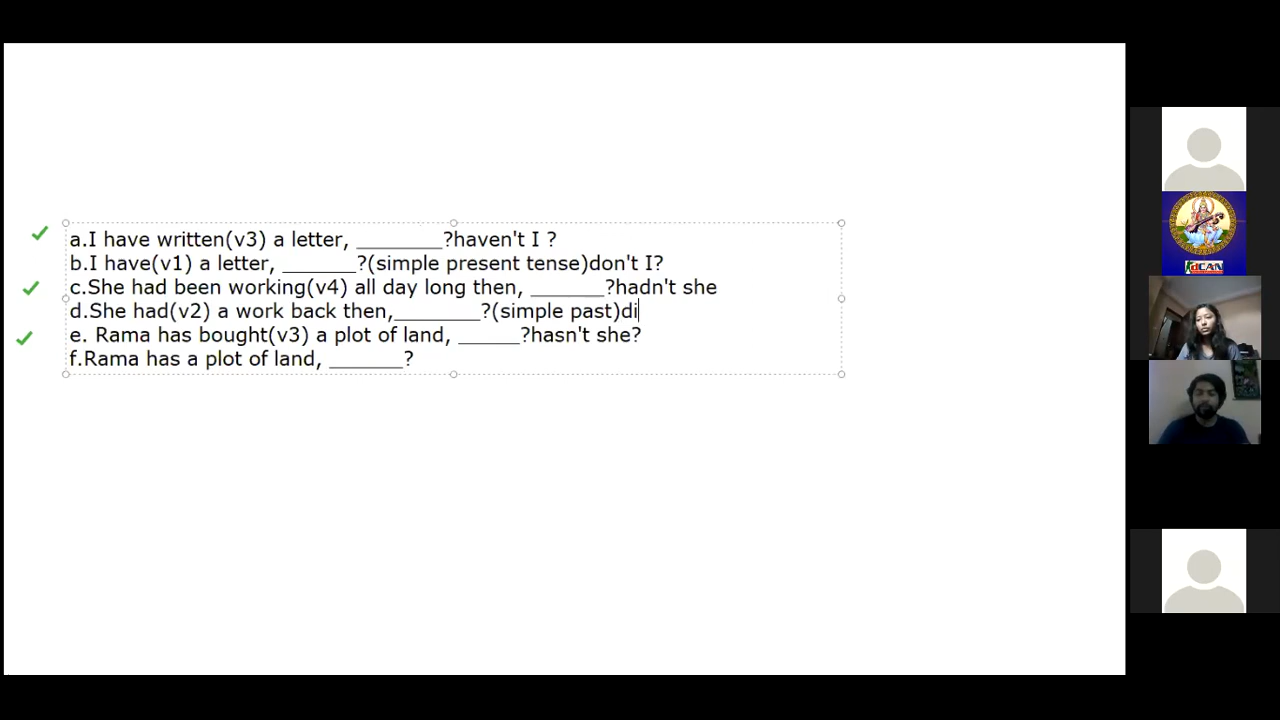 a.I have written(v3) a letter, ________?haven't I ?
b.I have(v1) a letter, _______?(simple present tense)don't I?
c.She had been working(v4) all day long then, _______?hadn't she
d.She had(v2) a work back then,________?(simple past)di
e. Rama has bought(v3) a plot of land, ______?hasn't she?
f.Rama has a plot of land, _______?
dCAN